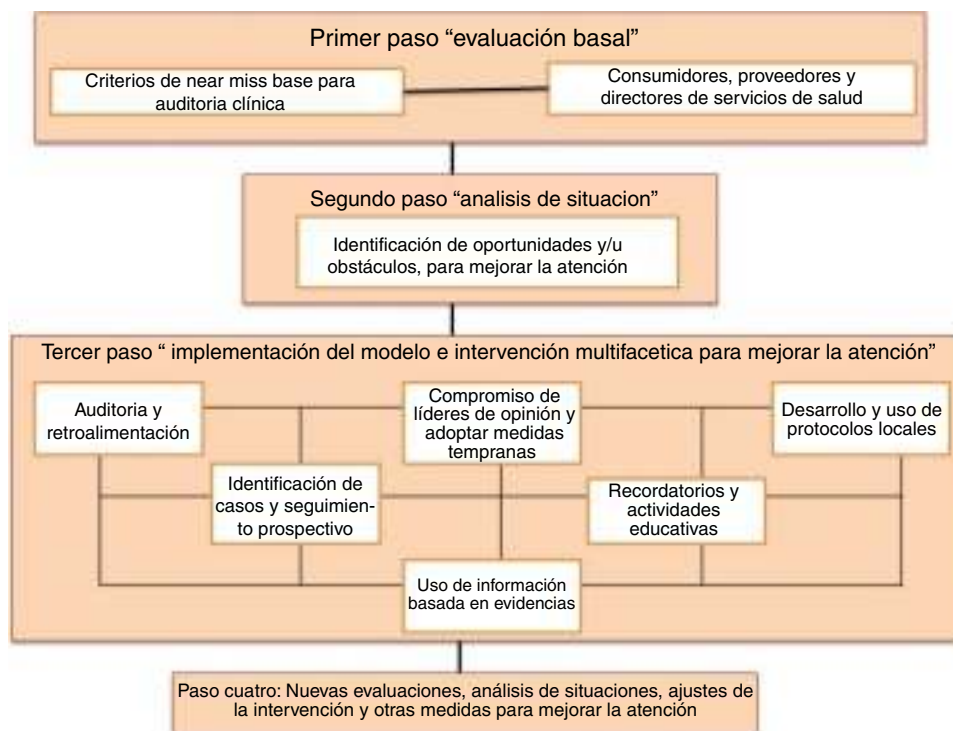 Primer paso “evaluación basal”
Criterios de near miss base para
auditoria clínica
Consumidores, proveedores y
directores de servicios de salud
Segundo paso “analisis de situacion”
Identificación de oportunidades y/u
obstáculos, para mejorar la atención
Tercer paso “ implementación del modelo e intervención multifacetica para mejorar la atención”
Auditoria y
retroalimentación
Compromiso de
líderes de opinión y
adoptar medidas
tempranas
Desarrollo y uso de
protocolos locales
Identificación de
casos y seguimien-
to prospectivo
Recordatorios y
actividades
educativas
Uso de información
basada en evidencias
Paso cuatro: Nuevas evaluaciones, análisis de situaciones, ajustes de
la intervención y otras medidas para mejorar la atención